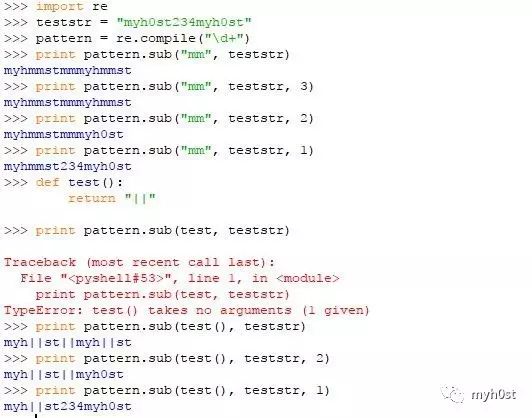 >>> import re
>>> teststr = "myh0st234myh0st"
>>> pattern = re.compile("\d+")
>>> print pattern.sub("mm", teststr)
myhmmstmmmyhmmst
>>> print pattern.sub("mm", teststr, 3)
myhmmstmmmyhmmst
>>> print pattern.sub("mm", teststr, 2)
myhmmstmmmyh0st
>>> print pattern.sub("mm", teststr, 1)
myhmmst234myh0st
>>> def test():
        return "||"

>>> print pattern.sub(test, teststr)

Traceback (most recent call last):
  File "<pyshell#53>", line 1, in <module>
    print pattern.sub(test, teststr)
TypeError: test() takes no arguments (1 given)
>>> print pattern.sub(test(), teststr)
myh||st||myh||st
>>> print pattern.sub(test(), teststr, 2)
myh||st||myh0st
>>> print pattern.sub(test(), teststr, 1)
myh||st234myh0st
myh0st